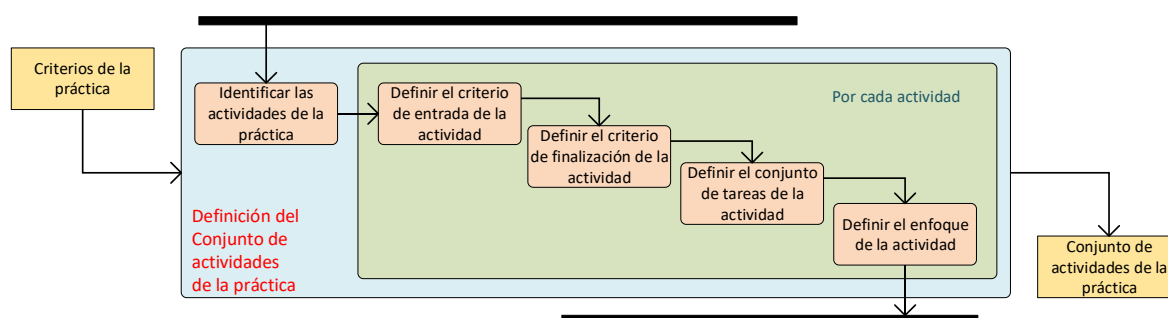 Criterios de la
práctica
Identificar las
actividades de la
práctica
Definir el criterio
de entrada de la
actividad
Por cada actividad
Definir el criterio
de finalización de la
actividad
Definir el conjunto
de tareas de la
actividad
Definir el enfoque
de la actividad
Definición del
Conjunto de
actividades
de la práctica
Conjunto de
actividades de la
práctica